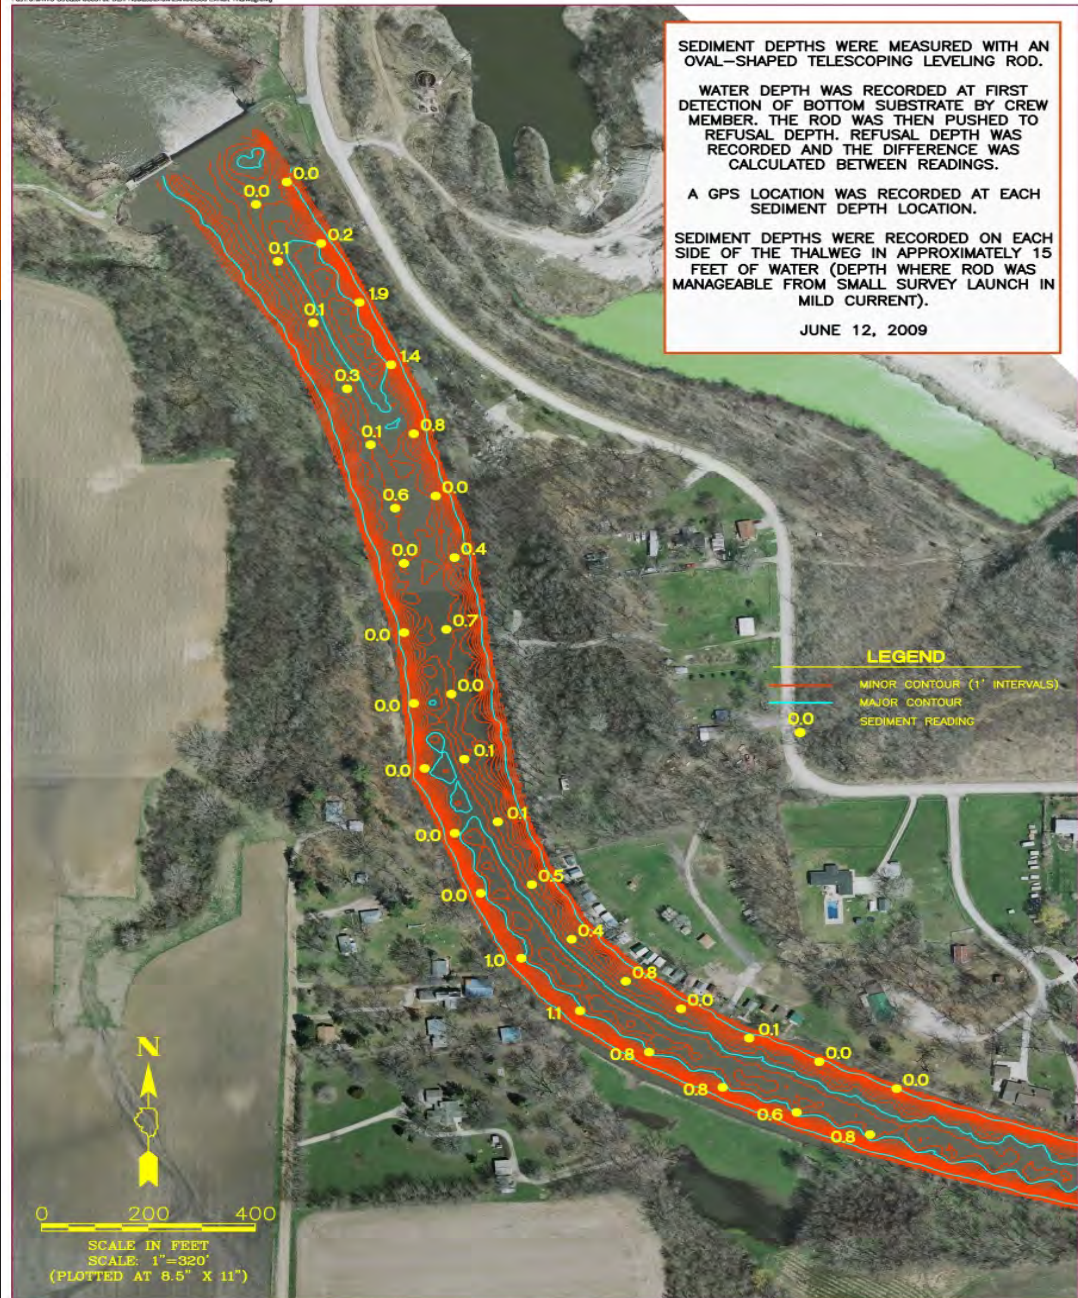 SEDIMENT DEPTHS WERE MEASURED WITH AN
OVAL-SHAPED TELESCOPING LEVELING ROD.
WATER DEPTH WAS RECORDED AT FIRST
DETECTION OF BOTTOM SUBSTRATE BY CREW
MEMBER. THE ROD WAS THEN PUSHED TO
REFUSAL DEPTH. REFUSAL DEPTH WAS
RECORDED AND THE DIFFERENCE WAS
CALCULATED BETWEEN READINGS.
A GPS LOCATION WAS RECORDED AT EACH
SEDIMENT DEPTH LOCATION.
SEDIMENT DEPTHS WERE RECORDED ON EACH
SIDE OF THE THALWEG IN APPROXIMATELY 15
FEET OF WATER (DEPTH WHERE ROD WAS
MANAGEABLE FROM SMALL SURVEY LAUNCH IN
MILD CURRENT).
JUNE 12, 2009
0.0
0.0
0.2
0.1
1.9
0.1
1.4
0.3
0.8
0.1
0.0
0.6
0.4
0.0
0.7
0.0
0.0
0.0
0.1
0.0
0.1
0.0
0.5
0.0
0.4
1.0
0.8
0.0
1.1
0.1
0.8
0.0
0.8
0.0
0.6
0.8
LEGEND
MINOR CONTOUR (1' INTERVALS)
MAJOR CONTOUR
0.0
SEDIMENT READING
N
0 200 400
SCALE IN FEET
SCALE: 1"=320'
(PLOTTED AT 8.5" X 11")